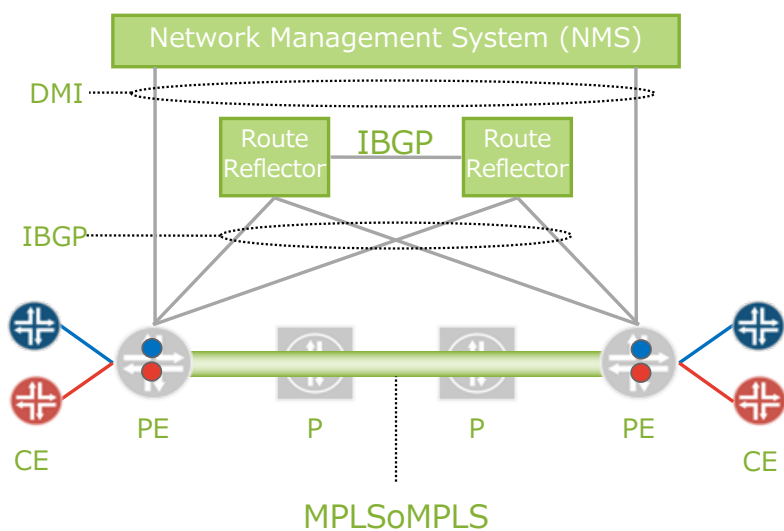 Network Management System (NMS)
DMI
Route
Reflector
IBGP
Route
Reflector
IBGP
PE
P
P
PE
CE
CE
MPLSoMPLS